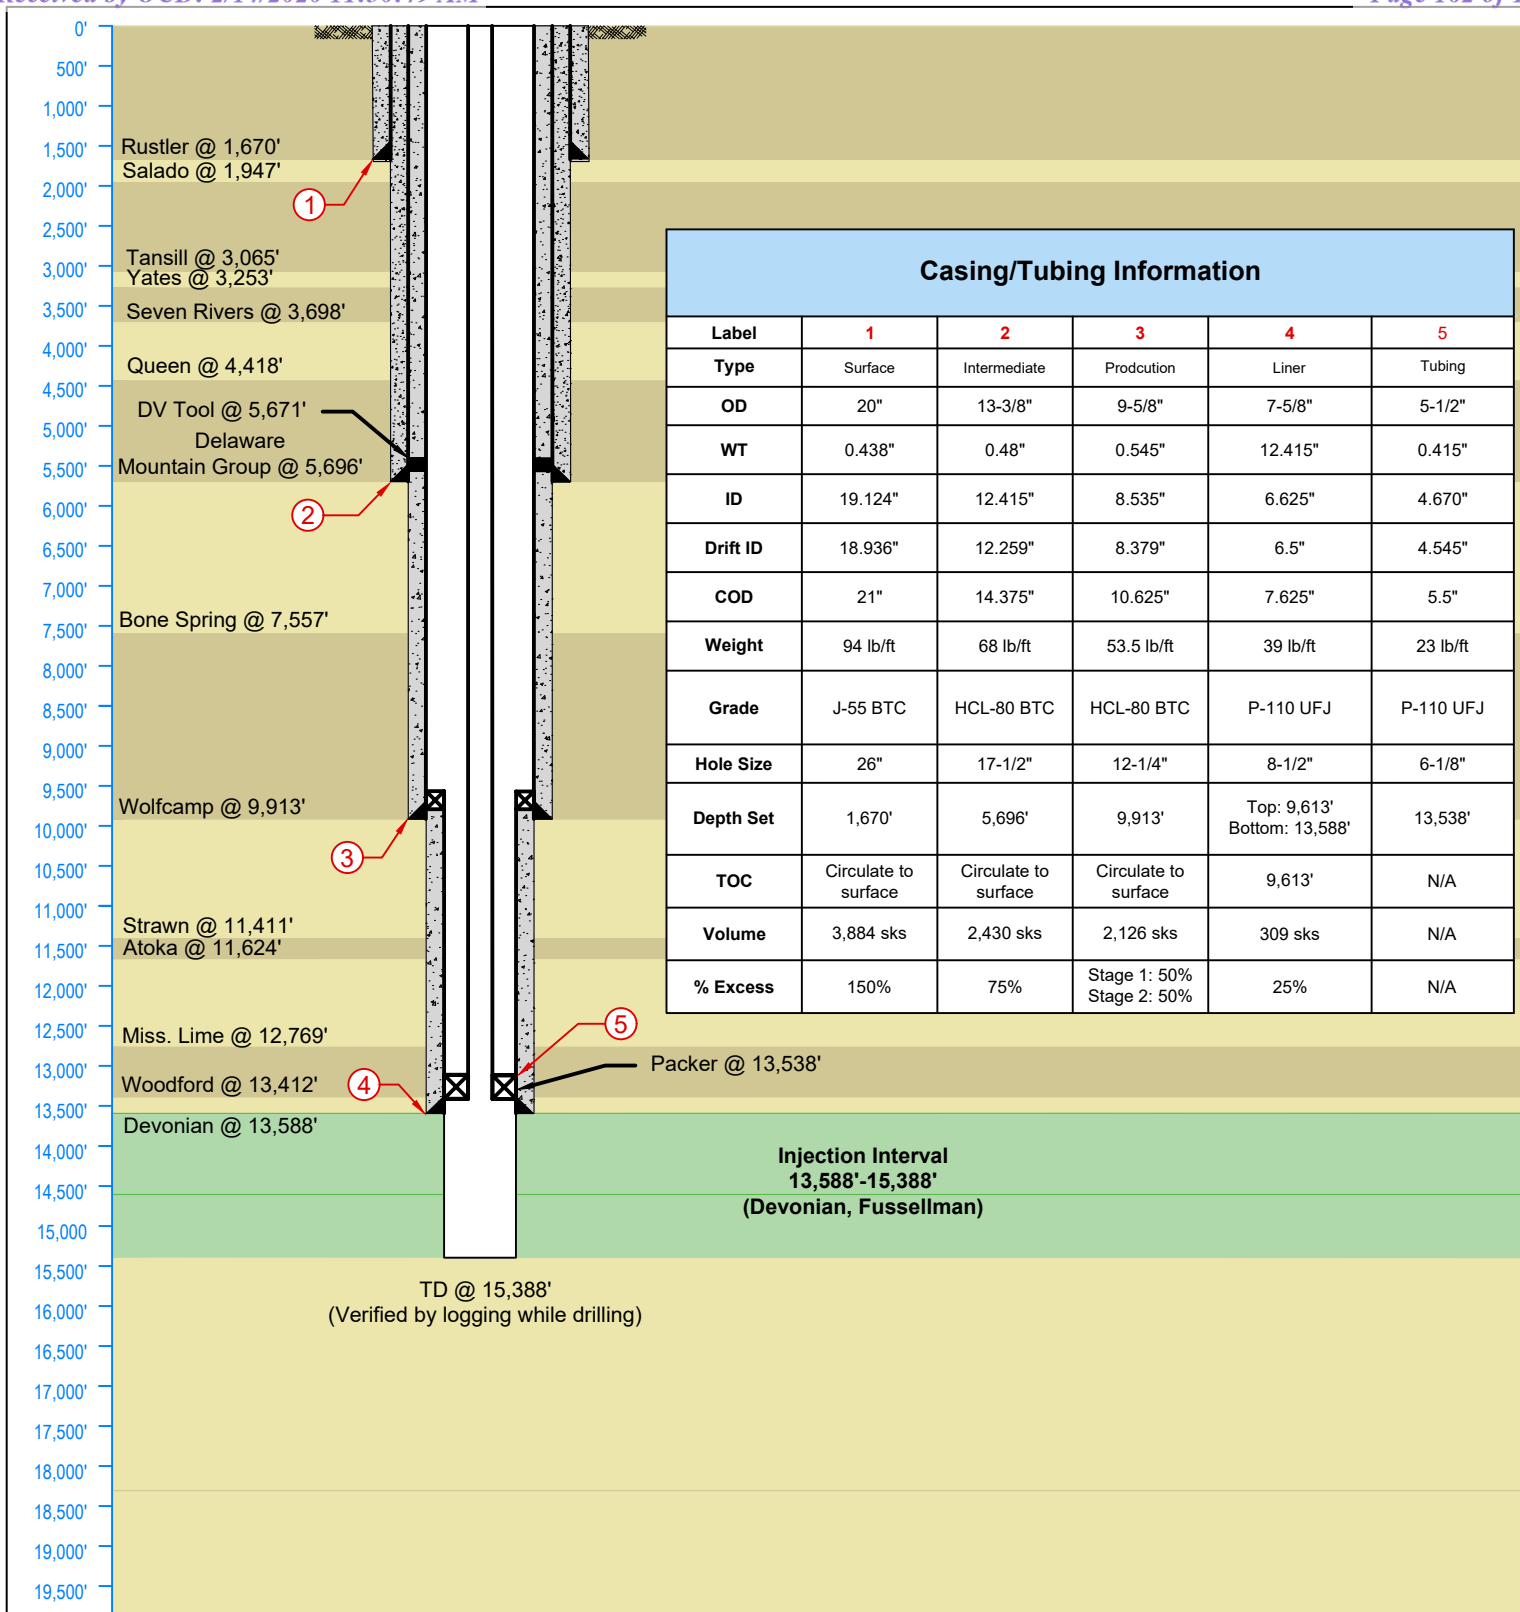 0'
500'
1,000'
1,500'
2,000'
2,500'
3,000'
3,500'
4,000'
4,500'
5,000'
5,500'
6,000'
6,500'
7,000'
7,500'
8,000'
8,500'
9,000'
9,500'
10,000'
10,500'
11,000'
11,500'
12,000'
12,500'
13,000'
13,500'
14,000'
14,500'
15,000
15,500'
16,000'
16,500'
17,000'
17,500'
18,000'
18,500'
19,000'
19,500'
Rustler @ 1,670'
Salado @ 1,947'
1
Tansill @ 3,065'
Yates @ 3,253'
Seven Rivers @ 3,698'
Queen @ 4,418'
DV Tool @ 5,671'
Delaware
Mountain Group @ 5,696'
2
Bone Spring @ 7,557'
Wolfcamp @ 9,913'
3
Strawn @ 11,411'
Atoka @ 11,624'
Miss. Lime @ 12,769'
5
Packer @ 13,538'
Woodford @ 13,412'
4
Devonian @ 13,588'
Injection Interval
13,588'-15,388'
(Devonian, Fussellman)
TD @ 15,388'
(Verified by logging while drilling)
Casing/Tubing Information
Label 1 2 3 4 5
Type Surface Intermediate Prodcution Liner Tubing
OD 20" 13-3/8" 9-5/8" 7-5/8" 5-1/2"
WT 0.438" 0.48" 0.545" 12.415" 0.415"
ID 19.124" 12.415" 8.535" 6.625" 4.670"
Drift ID 18.936" 12.259" 8.379" 6.5" 4.545"
COD 21" 14.375" 10.625" 7.625" 5.5"
Weight 94 lb/ft 68 lb/ft 53.5 lb/ft 39 lb/ft 23 lb/ft
Grade J-55 BTC HCL-80 BTC HCL-80 BTC P-110 UFJ P-110 UFJ
Hole Size 26" 17-1/2" 12-1/4" 8-1/2" 6-1/8"
Depth Set 1,670' 5,696' 9,913' Top: 9,613' Bottom: 13,588' 13,538'
TOC Circulate to surface Circulate to surface Circulate to surface 9,613' N/A
Volume 3,884 sks 2,430 sks 2,126 sks 309 sks N/A
% Excess 150% 75% Stage 1: 50% Stage 2: 50% 25% N/A